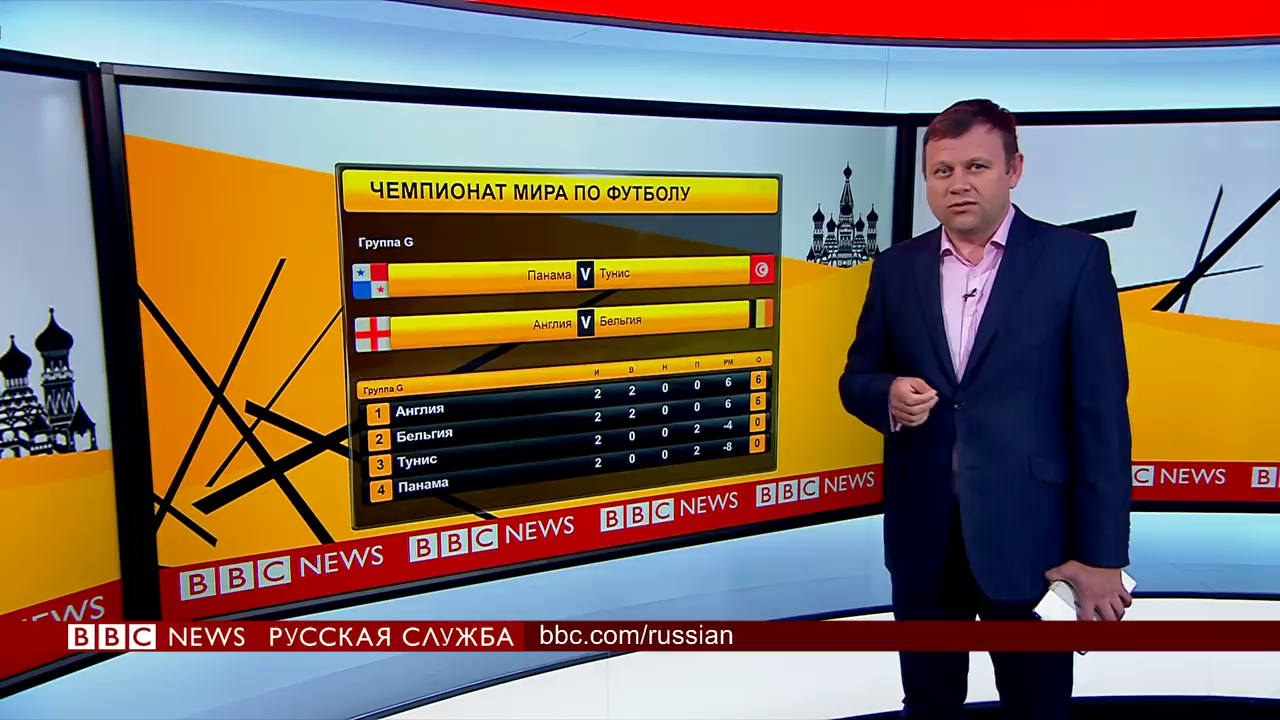 ЧЕМПИОНАТ МИРА ПО ФУТБОЛУ
Группа G
Панама V Тунис
Англия V Бельгия
Группа G И В Н П РМ О
1 Англия 2 2 0 0 6 6
2 Бельгия 2 2 0 0 6 6
3 Тунис 2 0 0 2 -4 0
4 Панама 2 0 0 2 -8 0
BBC NEWS BBC NEWS BBC NEWS BBC NEWS
C NEWS B
NEWS
BBC NEWS РУССКАЯ СЛУЖБА bbc.com/russian